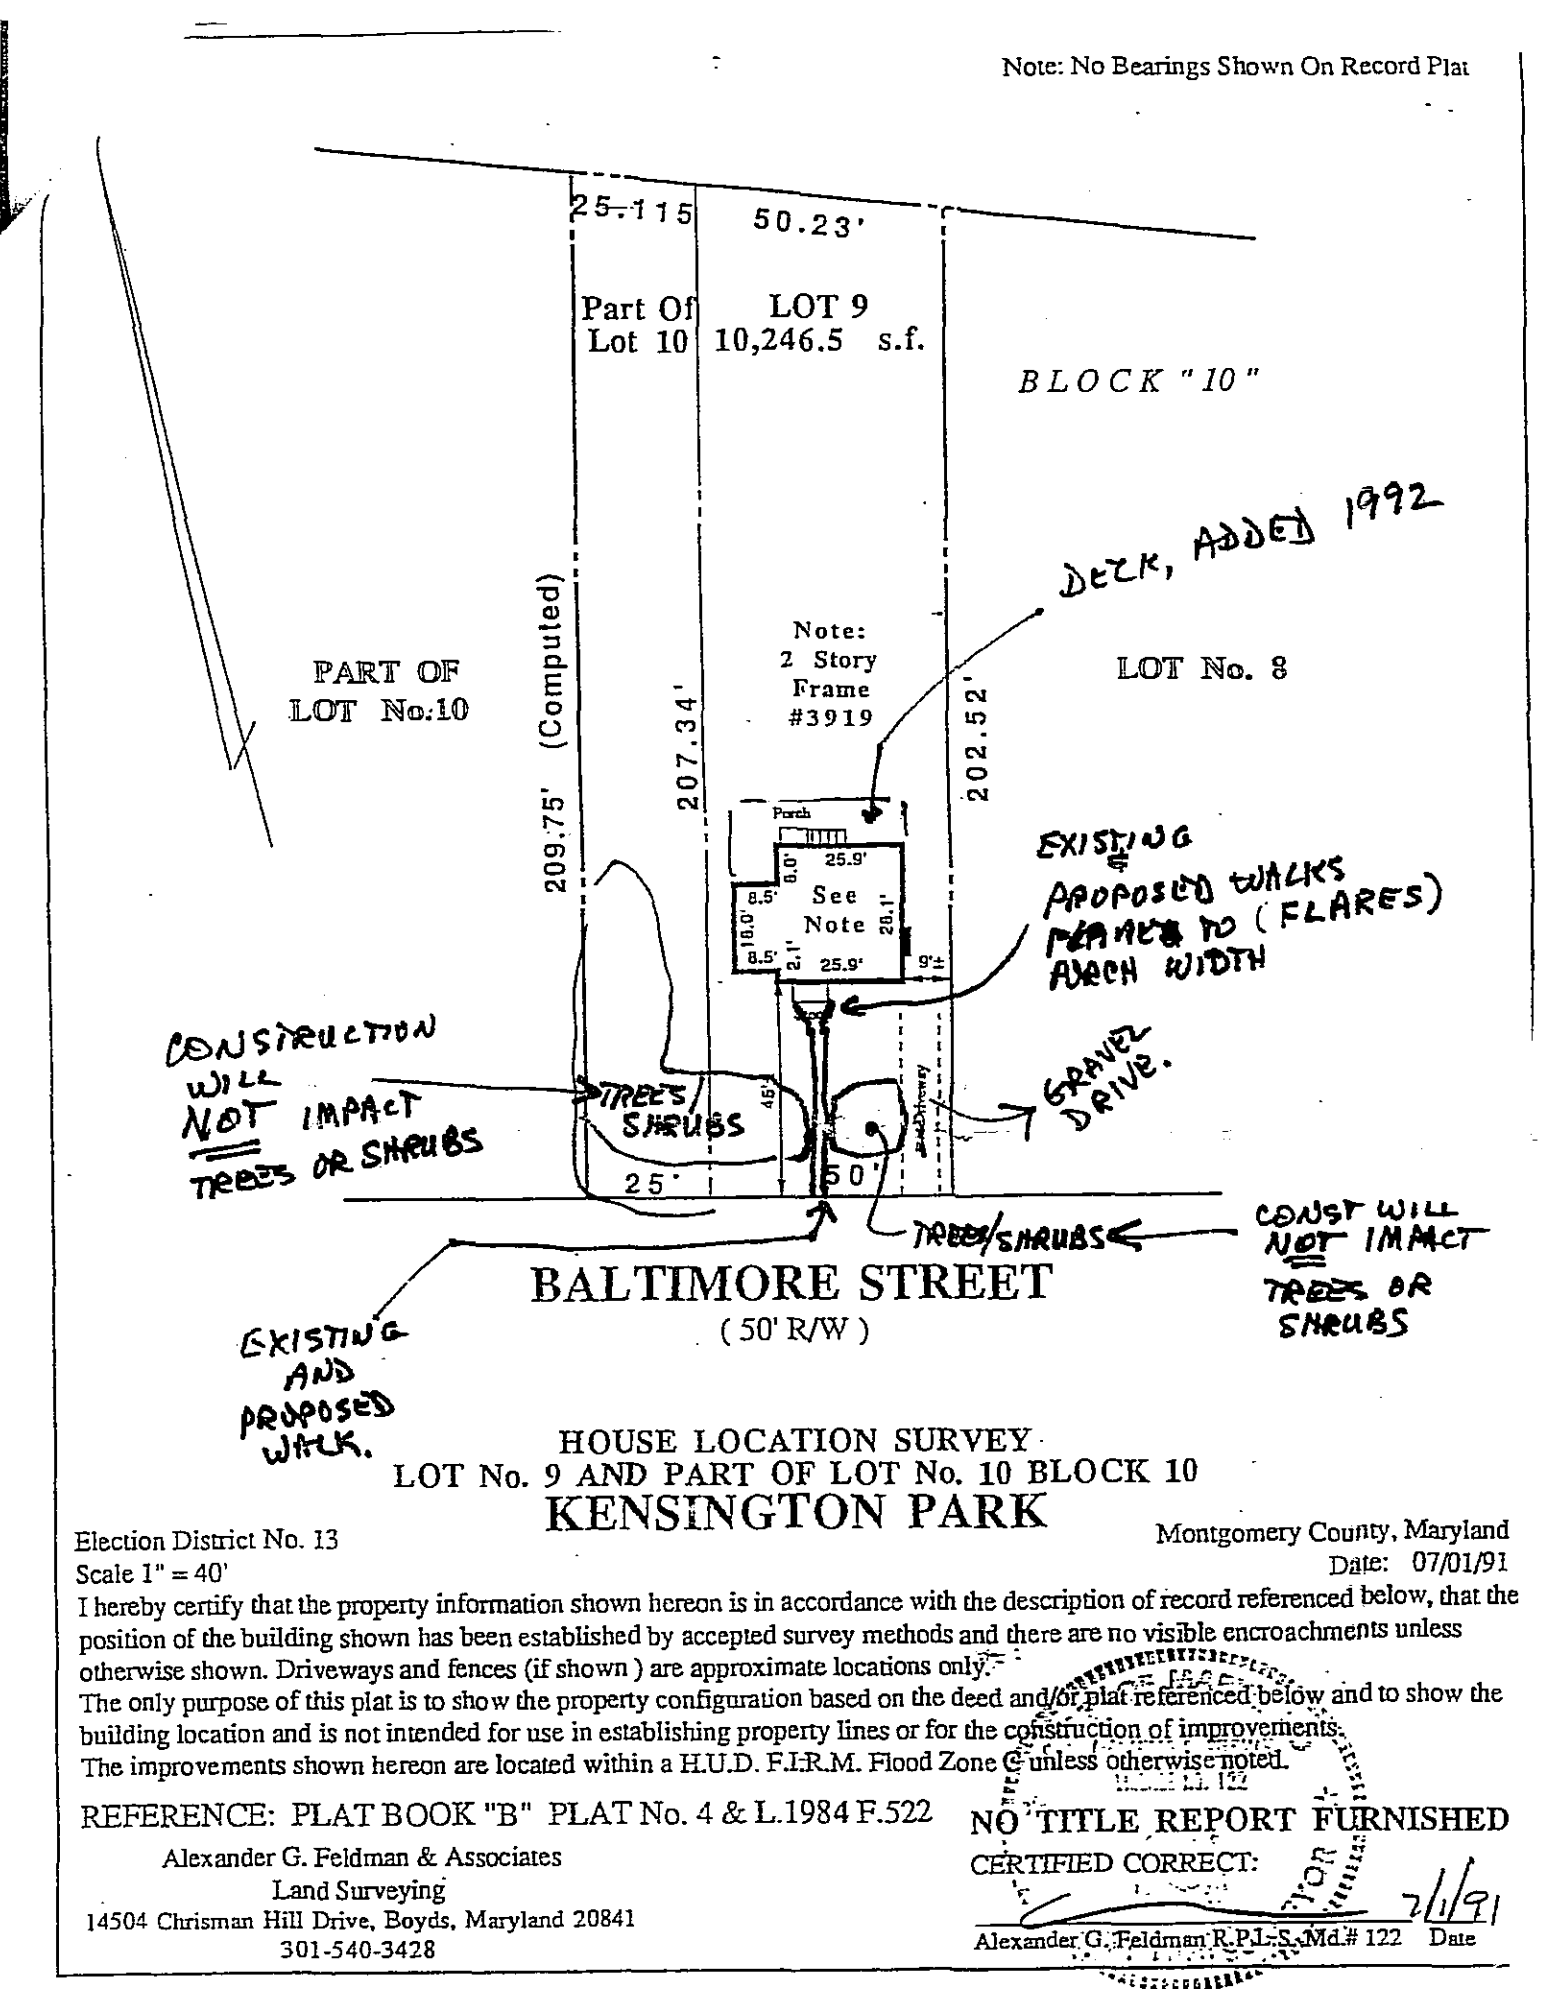 Note: No Bearings Shown On Record Plat
25.115
50.23'
Part Of
Lot 10
LOT 9
10,246.5 s.f.
BLOCK "10"
DECK, ADDED 1992
209.75' (Computed)
207.34'
202.52'
Note:
2 Story
Frame
#3919
PART OF
LOT No. 10
LOT No. 8
Porch
25.9'
8.0'
8.5'
See
Note
18.0'
28.1'
8.5'
2.1'
25.9'
9'±
EXISTING
&
PROPOSED WALKS
TO (FLARES)
PORCH WIDTH
CONSTRUCTION
WILL
NOT IMPACT
TREES OR SHRUBS
TREES/
SHRUBS
45'
Driveway
GRAVEL
DRIVE.
25'
50'
TREES/SHRUBS
CONST WILL
NOT IMPACT
TREES OR
SHRUBS
BALTIMORE STREET
( 50' R/W )
EXISTING
AND
PROPOSED
WALK.
HOUSE LOCATION SURVEY
LOT No. 9 AND PART OF LOT No. 10 BLOCK 10
KENSINGTON PARK
Election District No. 13
Scale 1" = 40'
Montgomery County, Maryland
Date: 07/01/91
I hereby certify that the property information shown hereon is in accordance with the description of record referenced below, that the
position of the building shown has been established by accepted survey methods and there are no visible encroachments unless
otherwise shown. Driveways and fences (if shown ) are approximate locations only.
The only purpose of this plat is to show the property configuration based on the deed and/or plat referenced below and to show the
building location and is not intended for use in establishing property lines or for the construction of improvements.
The improvements shown hereon are located within a H.U.D. F.I.R.M. Flood Zone C unless otherwise noted.
REFERENCE: PLAT BOOK "B" PLAT No. 4 & L.1984 F.522
Alexander G. Feldman & Associates
Land Surveying
14504 Chrisman Hill Drive, Boyds, Maryland 20841
301-540-3428
NO TITLE REPORT FURNISHED
CERTIFIED CORRECT:
7/1/91
Alexander G. Feldman R.P.L.S. Md.# 122 Date